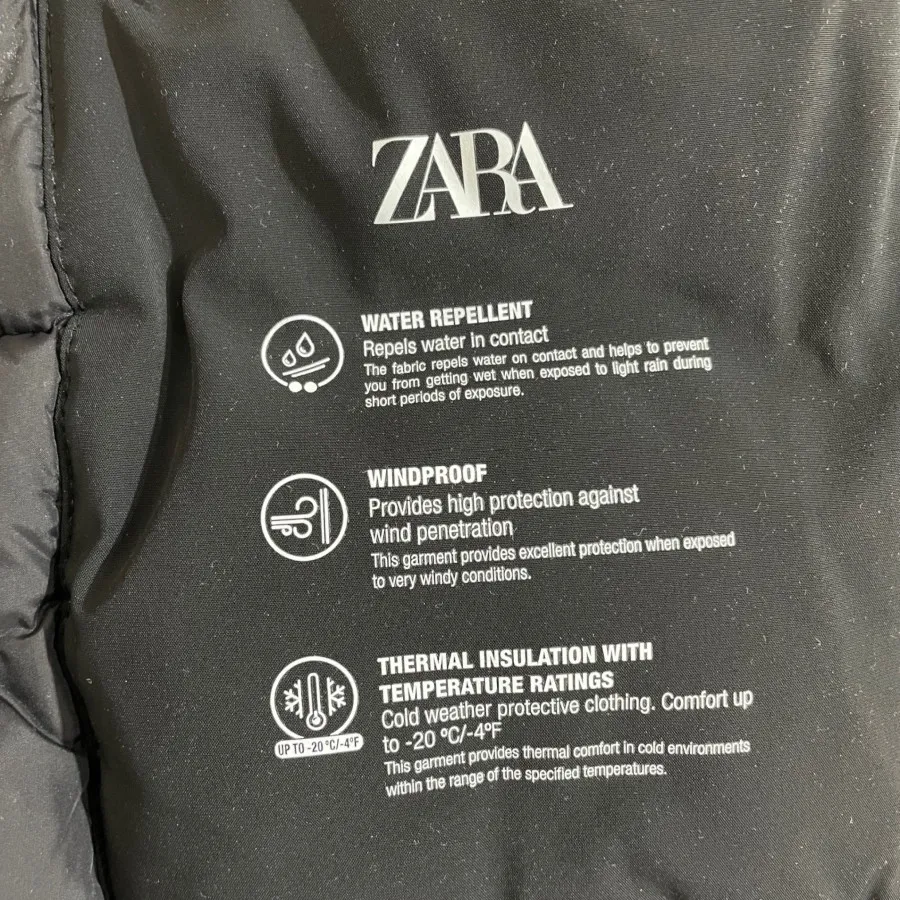 ZARA
WATER REPELLENT
Repels water in contact
The fabric repels water on contact and helps to prevent
you from getting wet when exposed to light rain during
short periods of exposure.
WINDPROOF
Provides high protection against
wind penetration
This garment provides excellent protection when exposed
to very windy conditions.
THERMAL INSULATION WITH
TEMPERATURE RATINGS
Cold weather protective clothing. Comfort up
to -20 ºC/-4ºF
This garment provides thermal comfort in cold environments
within the range of the specified temperatures.
UP TO -20 ºC/-4ºF